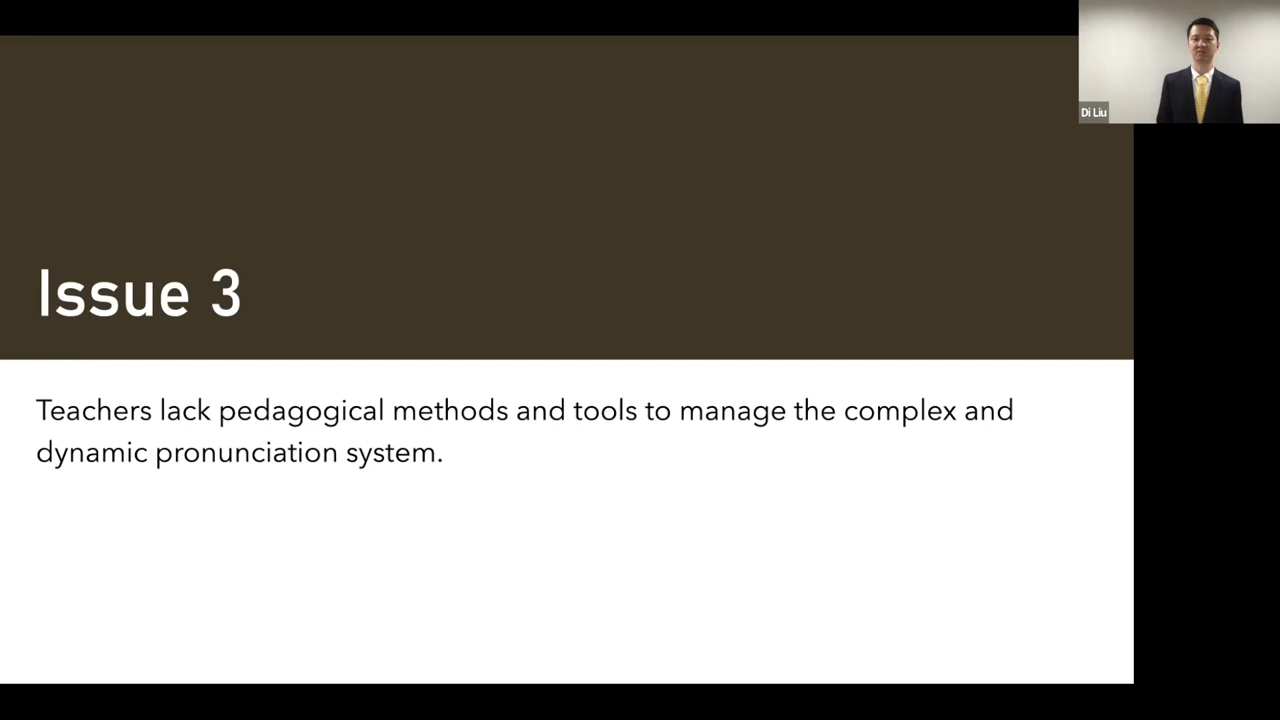 Di Liu
Issue 3
Teachers lack pedagogical methods and tools to manage the complex and
dynamic pronunciation system.